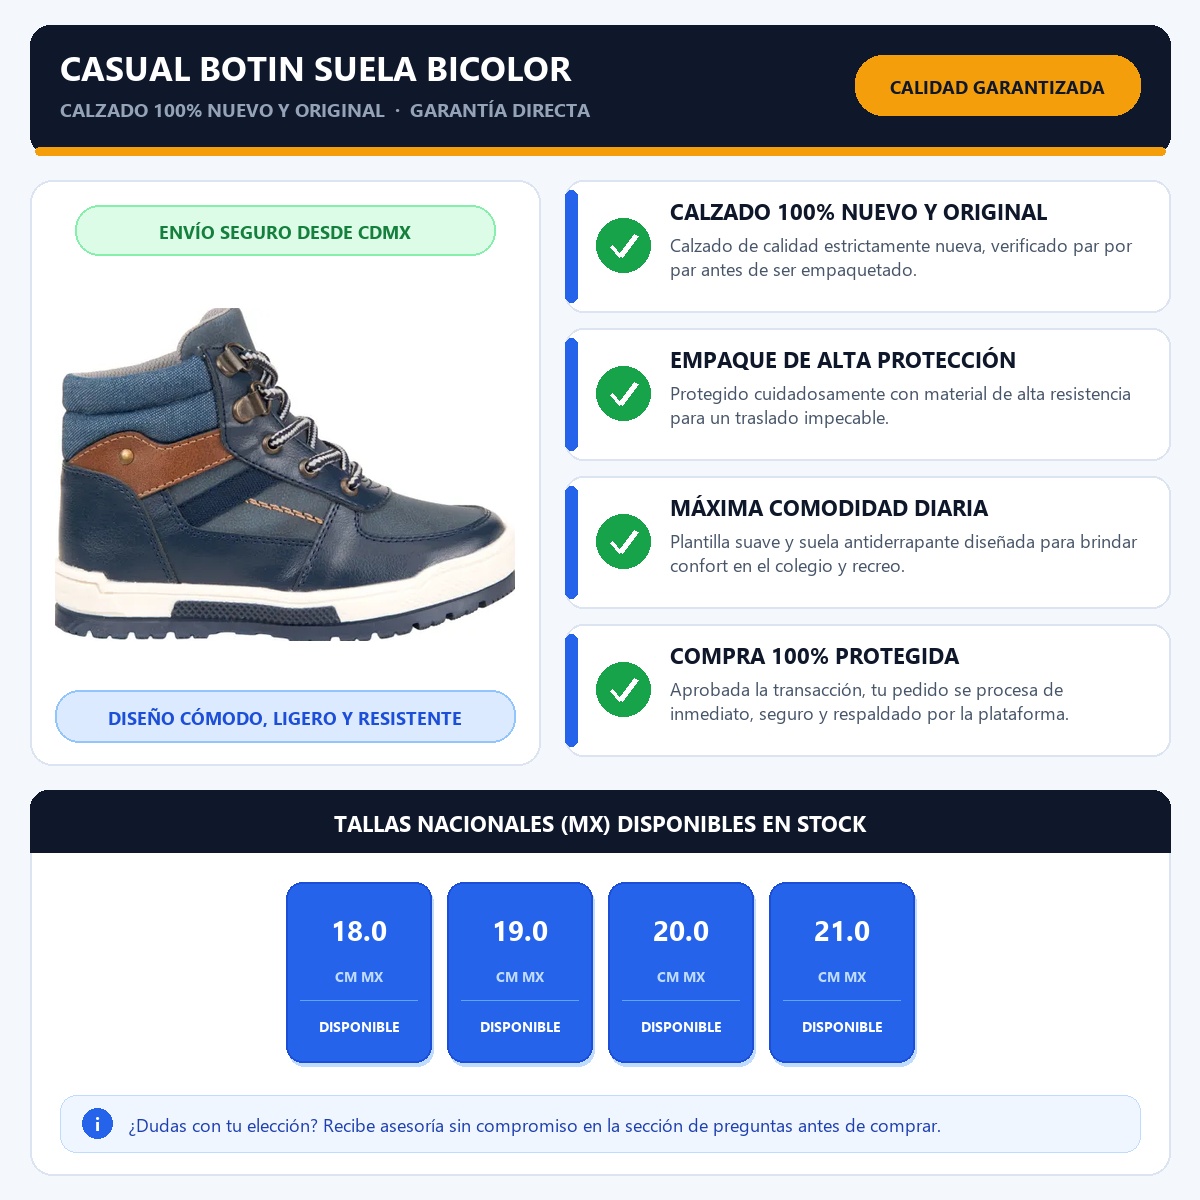 CASUAL BOTIN SUELA BICOLOR
CALZADO 100% NUEVO Y ORIGINAL · GARANTÍA DIRECTA
CALIDAD GARANTIZADA
ENVÍO SEGURO DESDE CDMX
DISEÑO CÓMODO, LIGERO Y RESISTENTE
CALZADO 100% NUEVO Y ORIGINAL
Calzado de calidad estrictamente nueva, verificado par por
par antes de ser empaquetado.
EMPAQUE DE ALTA PROTECCIÓN
Protegido cuidadosamente con material de alta resistencia
para un traslado impecable.
MÁXIMA COMODIDAD DIARIA
Plantilla suave y suela antiderrapante diseñada para brindar
confort en el colegio y recreo.
COMPRA 100% PROTEGIDA
Aprobada la transacción, tu pedido se procesa de
inmediato, seguro y respaldado por la plataforma.
TALLAS NACIONALES (MX) DISPONIBLES EN STOCK
18.0
CM MX
DISPONIBLE
19.0
CM MX
DISPONIBLE
20.0
CM MX
DISPONIBLE
21.0
CM MX
DISPONIBLE
¿Dudas con tu elección? Recibe asesoría sin compromiso en la sección de preguntas antes de comprar.